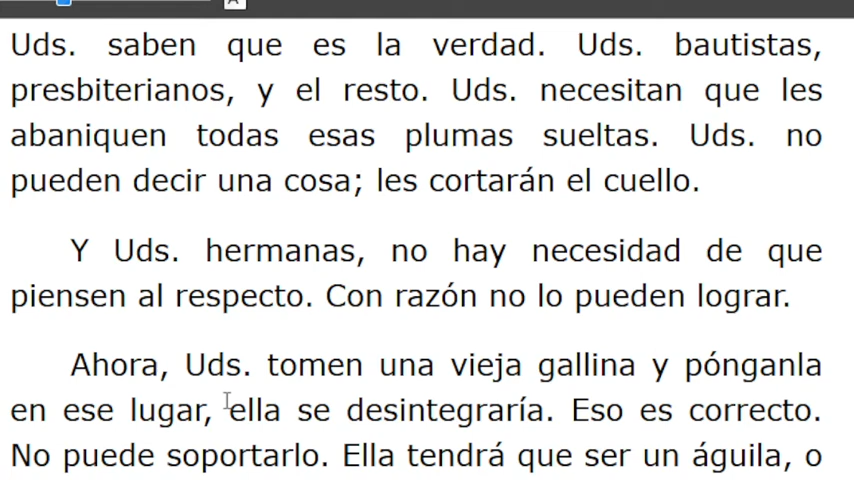 Uds. saben que es la verdad. Uds. bautistas,
presbiterianos, y el resto. Uds. necesitan que les
abaniquen todas esas plumas sueltas. Uds. no
pueden decir una cosa; les cortarán el cuello.
Y Uds. hermanas, no hay necesidad de que
piensen al respecto. Con razón no lo pueden lograr.
Ahora, Uds. tomen una vieja gallina y pónganla
en ese lugar, ella se desintegraría. Eso es correcto.
No puede soportarlo. Ella tendrá que ser un águila, o